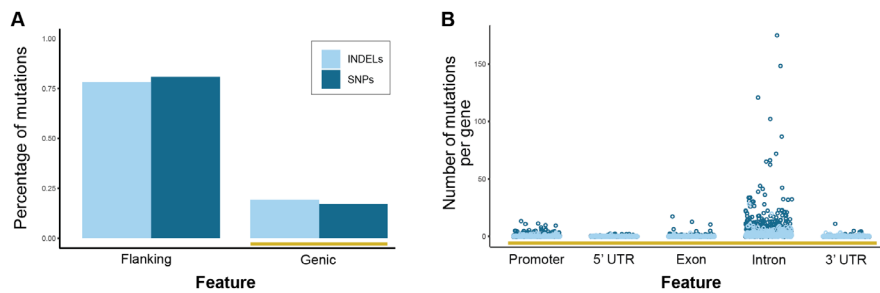 A
Percentage of mutations
1.00
0.75
0.50
0.25
0.00
INDELs
SNPs
Flanking
Genic
Feature
B
Number of mutations
per gene
150
100
50
0
Promoter
5' UTR
Exon
Intron
3' UTR
Feature